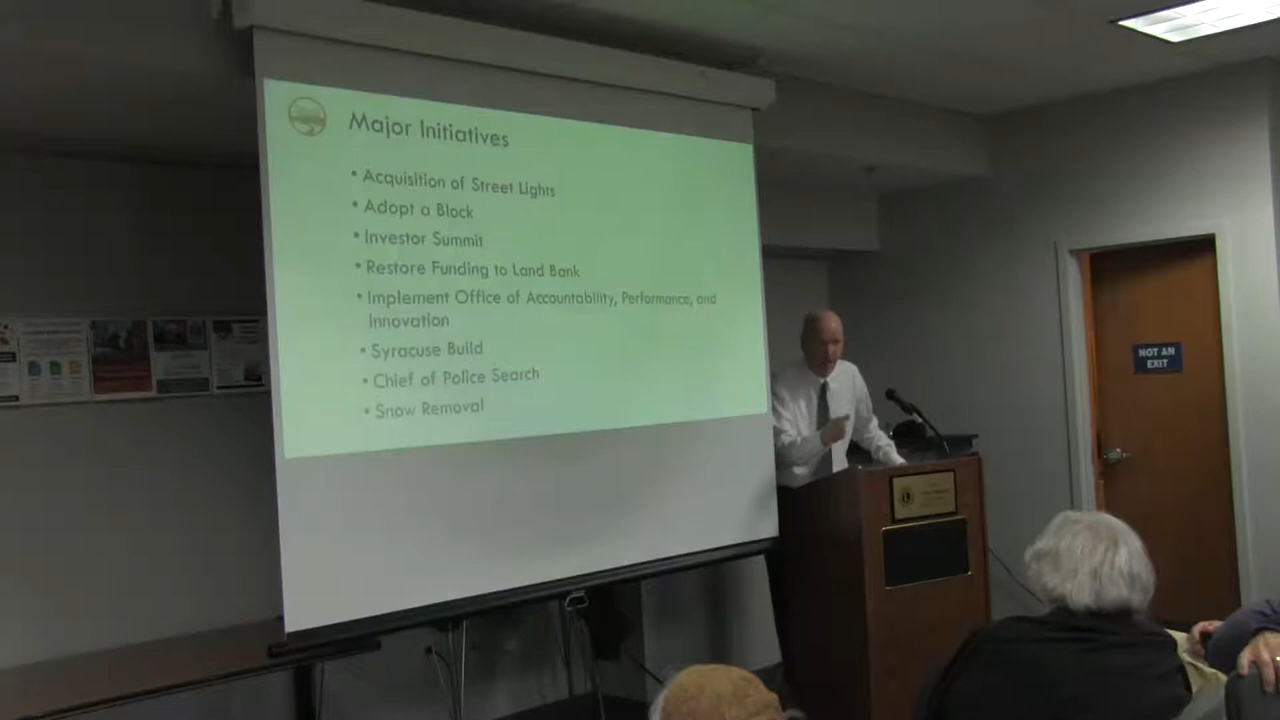 Major Initiatives
• Acquisition of Street Lights
• Adopt a Block
• Investor Summit
• Restore Funding to Land Bank
• Implement Office of Accountability, Performance, and
Innovation
• Syracuse Build
• Chief of Police Search
• Snow Removal
NOT AN
EXIT